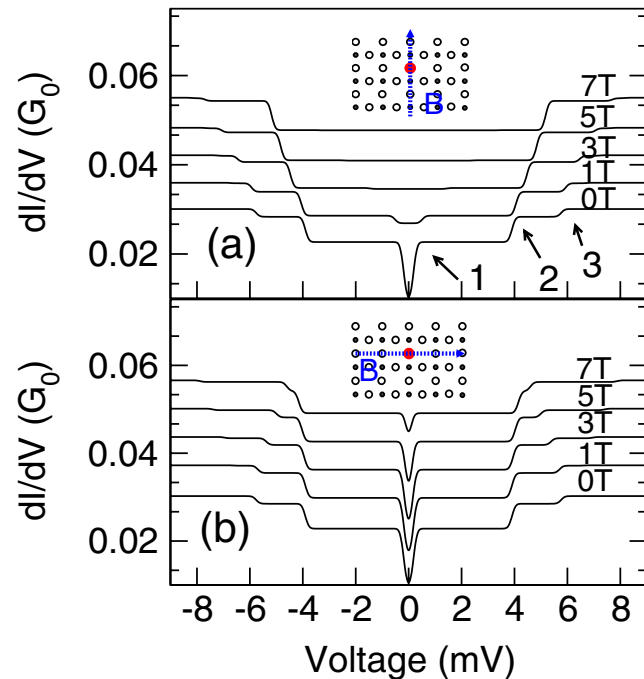 0.06
0.04
0.02
dI/dV (G0)
B
7T
5T
3T
1T
0T
(a)
1
2
3
0.06
0.04
0.02
dI/dV (G0)
B
7T
5T
3T
1T
0T
(b)
-8 -6 -4 -2 0 2 4 6 8
Voltage (mV)